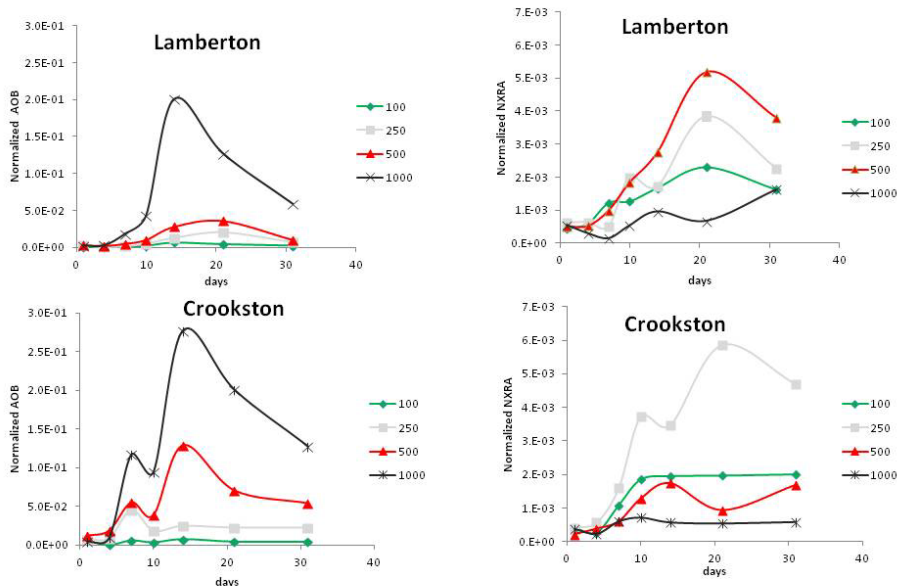 Lamberton
Normalized AOB
3.0E-01
2.5E-01
2.0E-01
1.5E-01
1.0E-01
5.0E-02
0.0E+00
0 10 20 30 40
days
100
250
500
1000
Lamberton
Normalized NXRA
7.E-03
6.E-03
5.E-03
4.E-03
3.E-03
2.E-03
1.E-03
0.E+00
0 10 20 30 40
days
100
250
500
1000
Crookston
Normalized AOB
3.0E-01
2.5E-01
2.0E-01
1.5E-01
1.0E-01
5.0E-02
0.0E+00
0 10 20 30 40
days
100
250
500
1000
Crookston
Normalized NXRA
7.E-03
6.E-03
5.E-03
4.E-03
3.E-03
2.E-03
1.E-03
0.E+00
0 10 20 30 40
days
100
250
500
1000